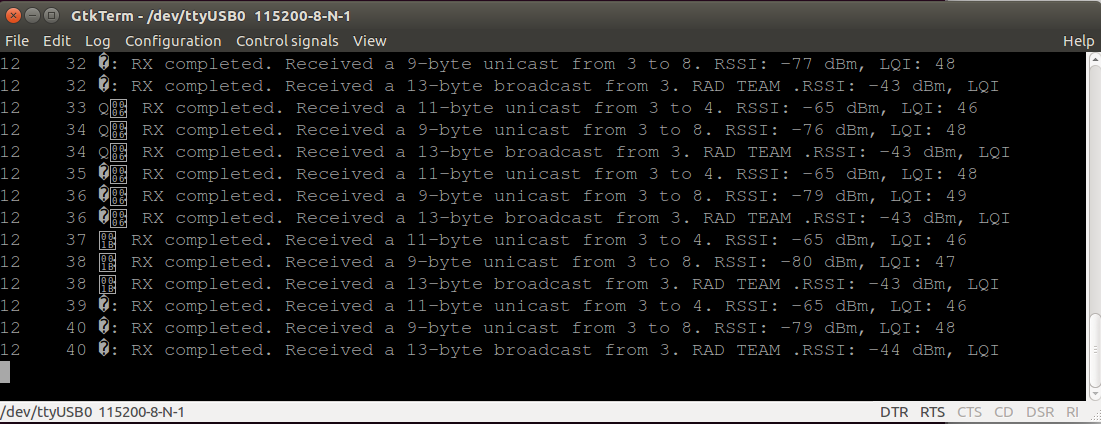 GtkTerm - /dev/ttyUSB0 115200-8-N-1
File Edit Log Configuration Control signals View Help
12 32 �: RX completed. Received a 9-byte unicast from 3 to 8. RSSI: -77 dBm, LQI: 48
12 32 �: RX completed. Received a 13-byte broadcast from 3. RAD TEAM .RSSI: -43 dBm, LQI
12 33 Q RX completed. Received a 11-byte unicast from 3 to 4. RSSI: -65 dBm, LQI: 46
12 34 Q RX completed. Received a 9-byte unicast from 3 to 8. RSSI: -76 dBm, LQI: 48
12 34 Q RX completed. Received a 13-byte broadcast from 3. RAD TEAM .RSSI: -43 dBm, LQI
12 35 � RX completed. Received a 11-byte unicast from 3 to 4. RSSI: -65 dBm, LQI: 48
12 36 � RX completed. Received a 9-byte unicast from 3 to 8. RSSI: -79 dBm, LQI: 49
12 36 � RX completed. Received a 13-byte broadcast from 3. RAD TEAM .RSSI: -43 dBm, LQI
12 37 RX completed. Received a 11-byte unicast from 3 to 4. RSSI: -65 dBm, LQI: 46
12 38 RX completed. Received a 9-byte unicast from 3 to 8. RSSI: -80 dBm, LQI: 47
12 38 RX completed. Received a 13-byte broadcast from 3. RAD TEAM .RSSI: -43 dBm, LQI
12 39 �: RX completed. Received a 11-byte unicast from 3 to 4. RSSI: -65 dBm, LQI: 46
12 40 �: RX completed. Received a 9-byte unicast from 3 to 8. RSSI: -79 dBm, LQI: 48
12 40 �: RX completed. Received a 13-byte broadcast from 3. RAD TEAM .RSSI: -44 dBm, LQI
/dev/ttyUSB0 115200-8-N-1 DTR RTS CTS CD DSR RI